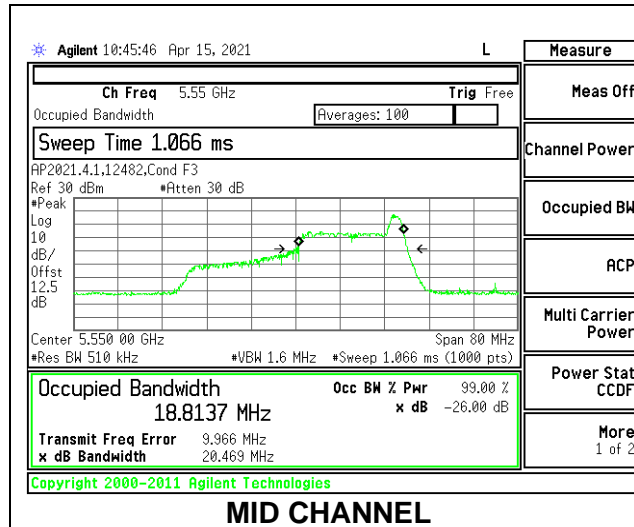 Agilent 10:45:46 Apr 15, 2021 L
Measure
Ch Freq 5.55 GHz Trig Free
Meas Off
Occupied Bandwidth Averages: 100
Sweep Time 1.066 ms
Channel Power
AP2021.4.1,12482,Cond F3
Ref 30 dBm #Atten 30 dB
#Peak
Log
10
dB/
Offst
12.5
dB
Occupied BW
ACP
Center 5.550 00 GHz Span 80 MHz
#Res BW 510 kHz #VBW 1.6 MHz #Sweep 1.066 ms (1000 pts)
Multi Carrier
Power
Occupied Bandwidth Occ BW % Pwr 99.00 %
18.8137 MHz x dB -26.00 dB
Power Stat
CCDF
Transmit Freq Error 9.966 MHz
x dB Bandwidth 20.469 MHz
More
1 of 2
Copyright 2000-2011 Agilent Technologies
MID CHANNEL